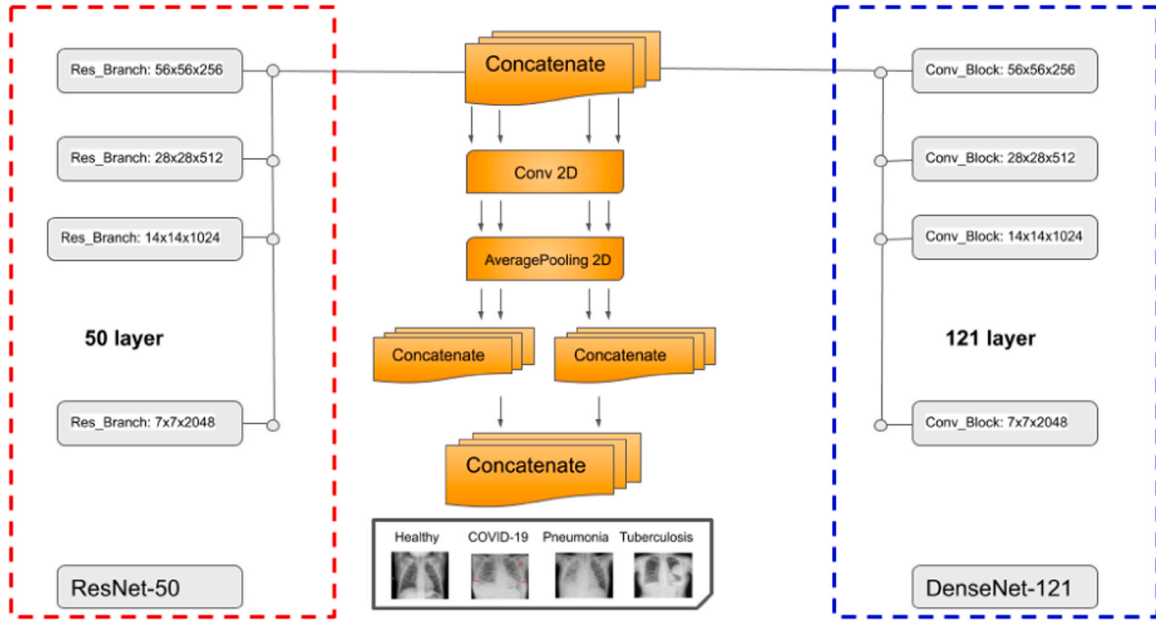 Res_Branch: 56x56x256
Res_Branch: 28x28x512
Res_Branch: 14x14x1024
50 layer
Res_Branch: 7x7x2048
ResNet-50
Concatenate
Conv 2D
AveragePooling 2D
Concatenate
Concatenate
Concatenate
Healthy
COVID-19
Pneumonia
Tuberculosis
Conv_Block: 56x56x256
Conv_Block: 28x28x512
Conv_Block: 14x14x1024
121 layer
Conv_Block: 7x7x2048
DenseNet-121